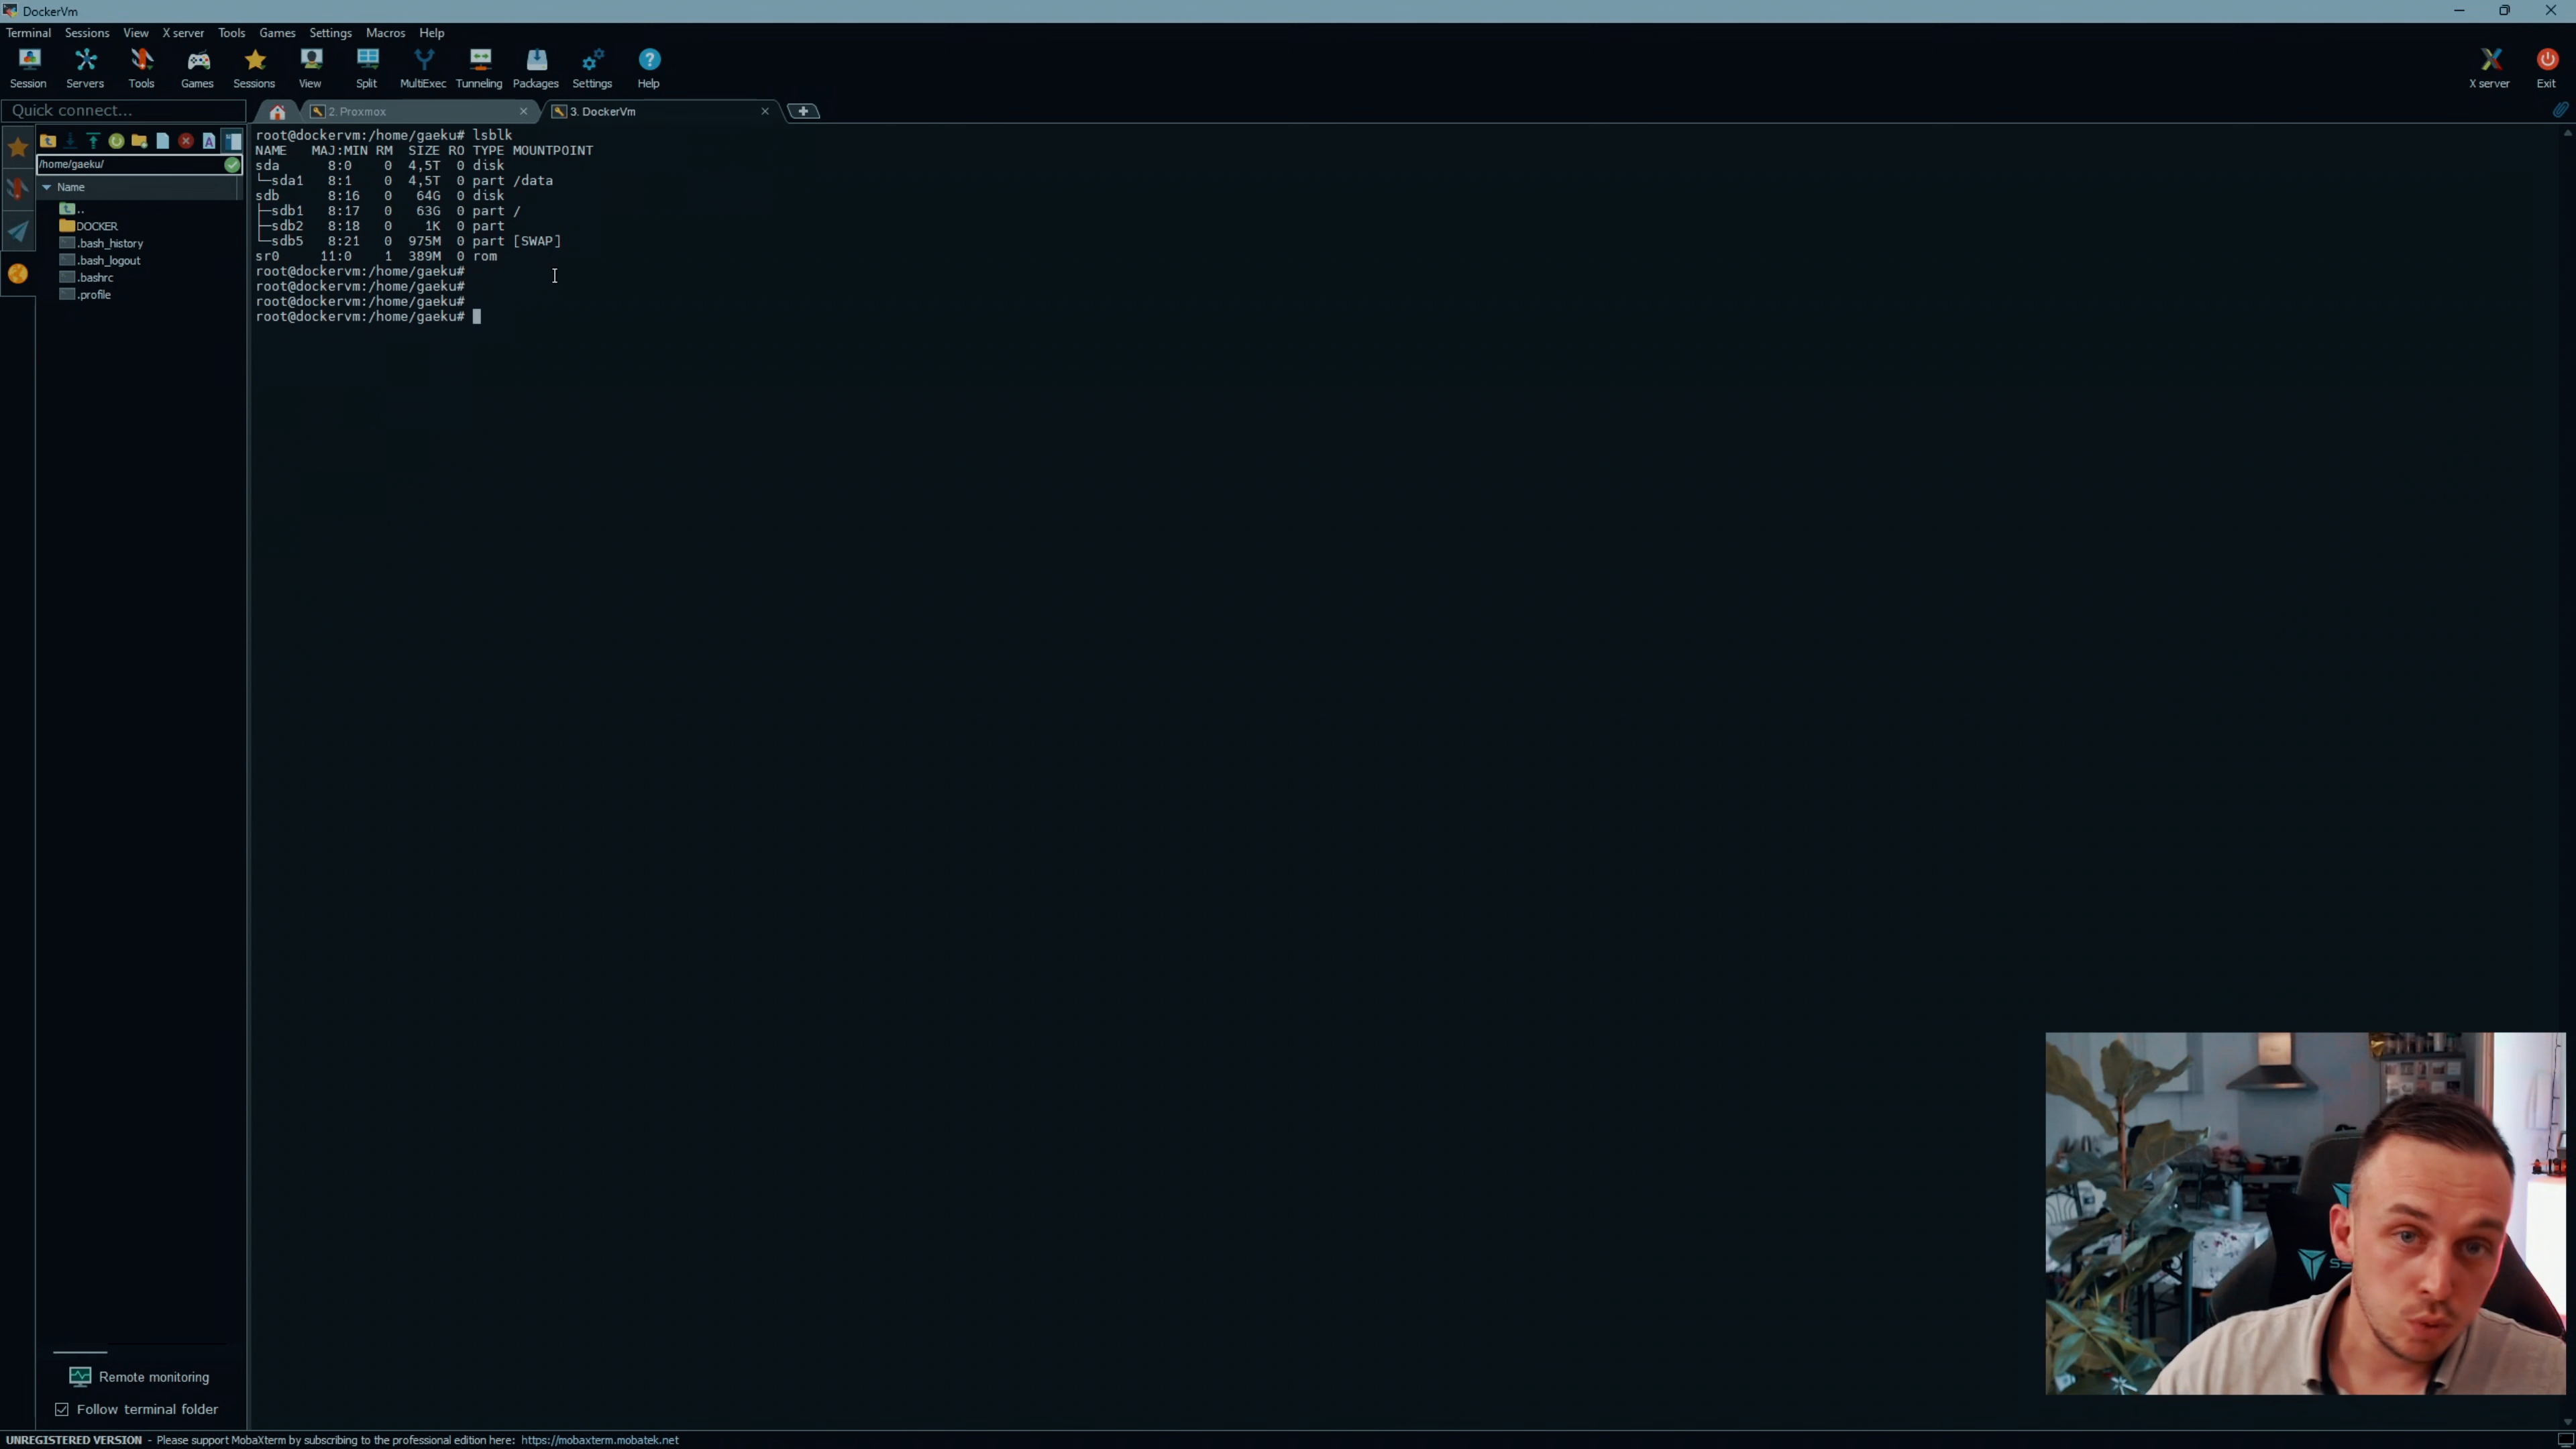 DockerVm
Terminal Sessions View X server Tools Games Settings Macros Help
Session Servers Tools Games Sessions View Split MultiExec Tunneling Packages Settings Help X server Exit
Quick connect...
2. Proxmox
3. DockerVm
/home/gaeku/
Name
..
DOCKER
.bash_history
.bash_logout
.bashrc
.profile
root@dockervm:/home/gaeku# lsblk
NAME MAJ:MIN RM SIZE RO TYPE MOUNTPOINT
sda 8:0 0 4,5T 0 disk
└─sda1 8:1 0 4,5T 0 part /data
sdb 8:16 0 64G 0 disk
├─sdb1 8:17 0 63G 0 part /
├─sdb2 8:18 0 1K 0 part
└─sdb5 8:21 0 975M 0 part [SWAP]
sr0 11:0 1 389M 0 rom
root@dockervm:/home/gaeku#
root@dockervm:/home/gaeku#
root@dockervm:/home/gaeku#
root@dockervm:/home/gaeku#
Remote monitoring
Follow terminal folder
UNREGISTERED VERSION - Please support MobaXterm by subscribing to the professional edition here: https://mobaxterm.mobatek.net